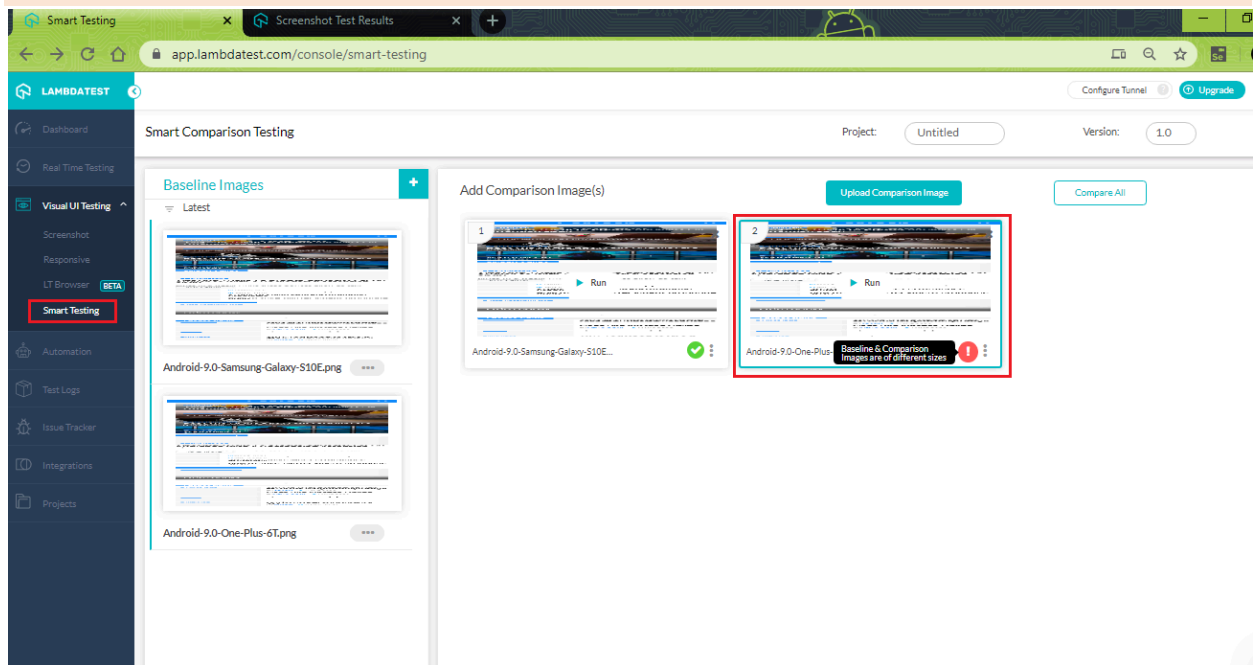 Smart Testing
Screenshot Test Results
app.lambdatest.com/console/smart-testing
LAMBDATEST
Configure Tunnel
Upgrade
Dashboard
Smart Comparison Testing
Project:
Untitled
Version:
1.0
Real Time Testing
Visual UI Testing
Screenshot
Responsive
LT Browser
BETA
Smart Testing
Automation
Test Logs
Issue Tracker
Integrations
Projects
Baseline Images
+
Latest
Android-9.0-Samsung-Galaxy-S10E.png
Android-9.0-One-Plus-6T.png
Add Comparison Image(s)
Upload Comparison Image
Compare All
1
Run
Android-9.0-Samsung-Galaxy-S10E...
2
Run
Android-9.0-One-Plus-
Baseline & Comparison
Images are of different sizes